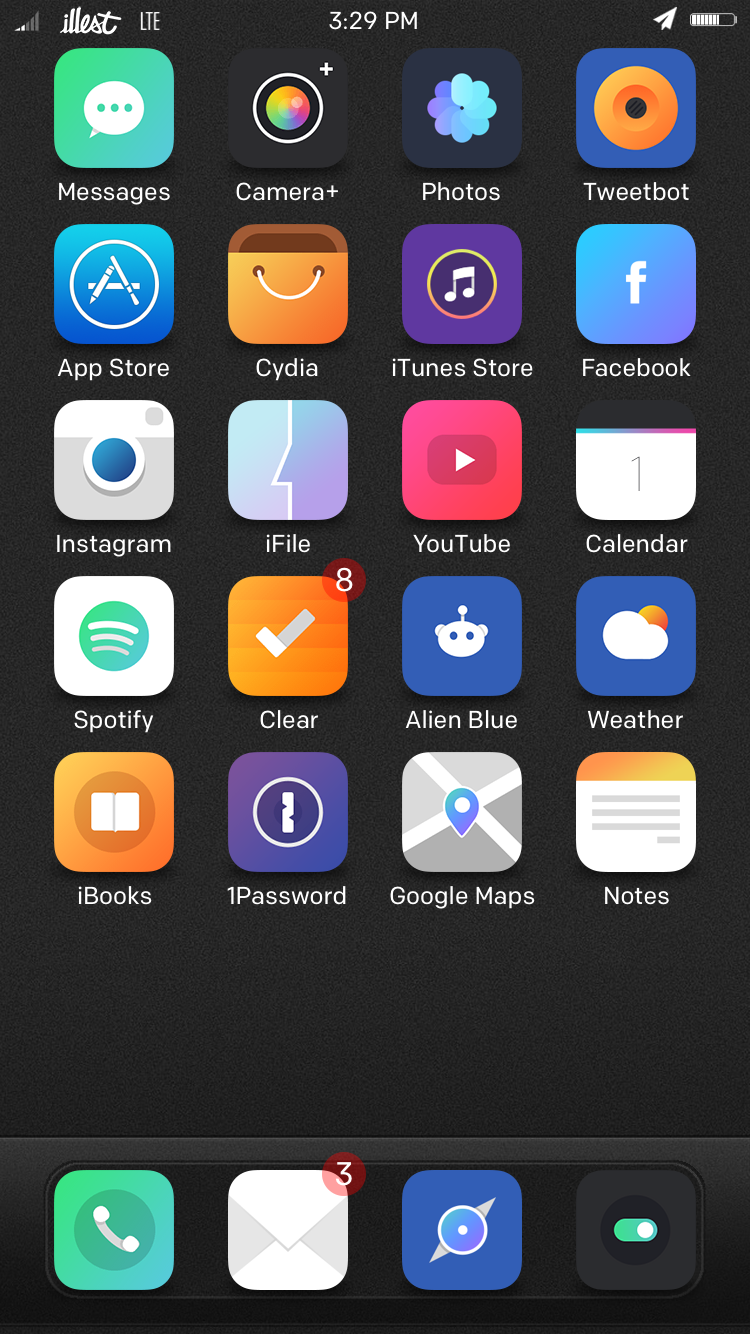 illest LTE 3:29 PM
Messages Camera+ Photos Tweetbot
f
App Store Cydia iTunes Store Facebook
1
Instagram iFile YouTube Calendar
8
Spotify Clear Alien Blue Weather
iBooks 1Password Google Maps Notes
3